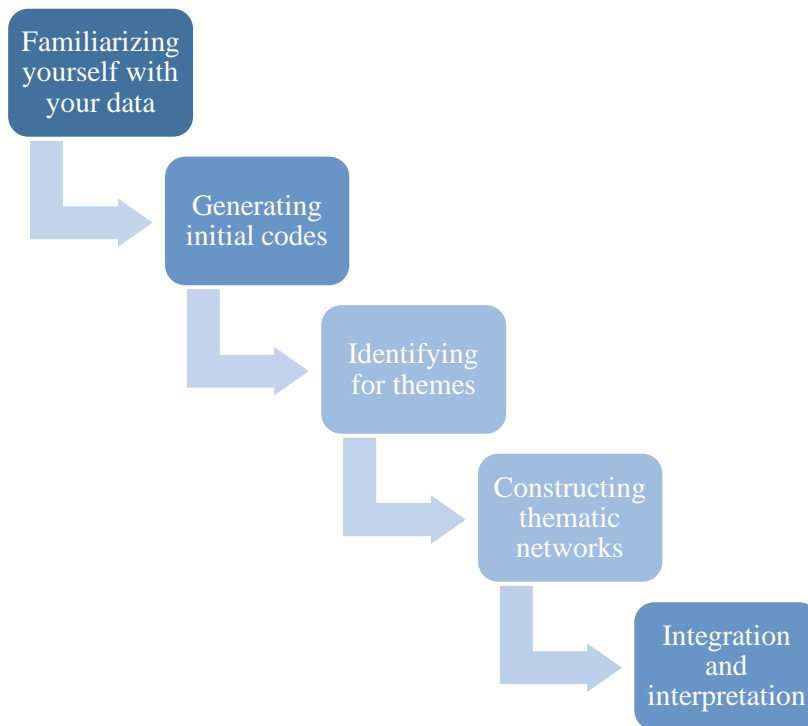 Familiarizing
yourself with
your data
Generating
initial codes
Identifying
for themes
Constructing
thematic
networks
Integration
and
interpretation